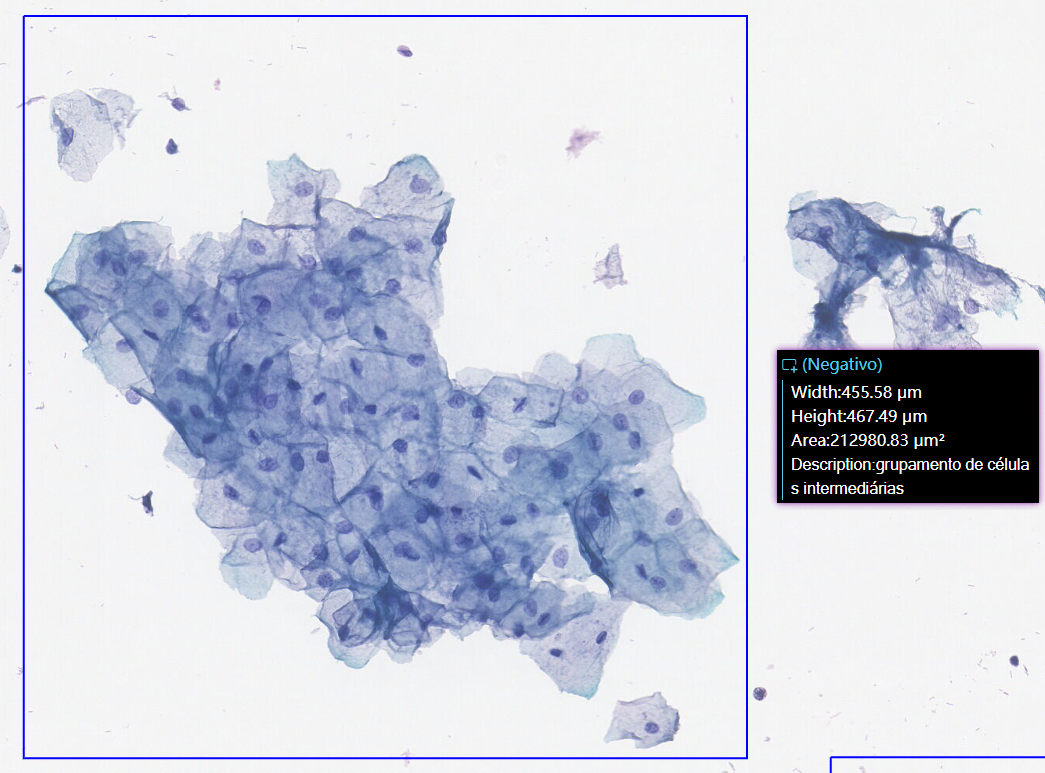 (Negativo)
Width:455.58 µm
Height:467.49 µm
Area:212980.83 µm²
Description:grupamento de célula
s intermediárias